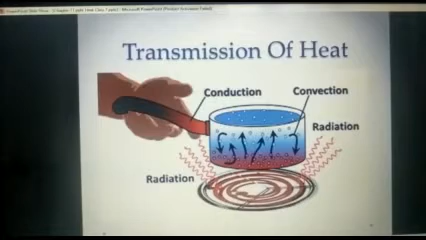 Transmission Of Heat
Conduction
Convection
Radiation
Radiation